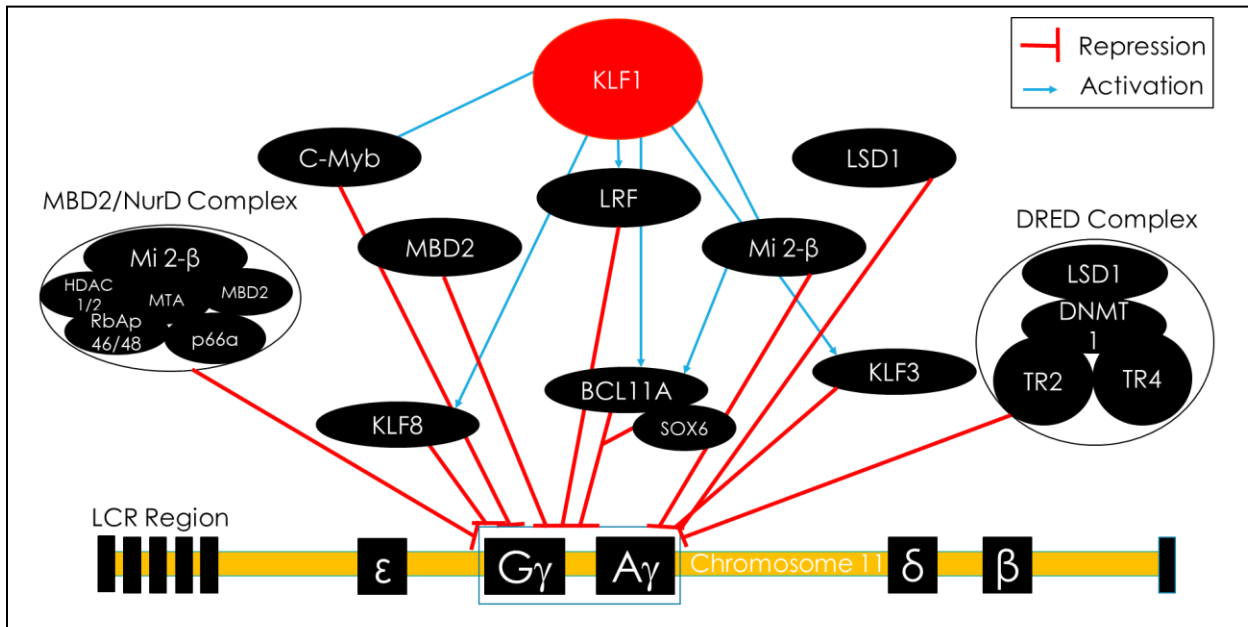 KLF1
Repression
Activation
C-Myb
LSD1
MBD2/NurD Complex
LRF
DRED Complex
MBD2
Mi 2-β
Mi 2-β
HDAC
1/2
MTA
MBD2
RbAp
46/48
p66a
LSD1
DNMT
1
TR2
TR4
BCL11A
KLF3
KLF8
SOX6
LCR Region
ε
Gγ
Aγ
Chromosome 11
δ
β